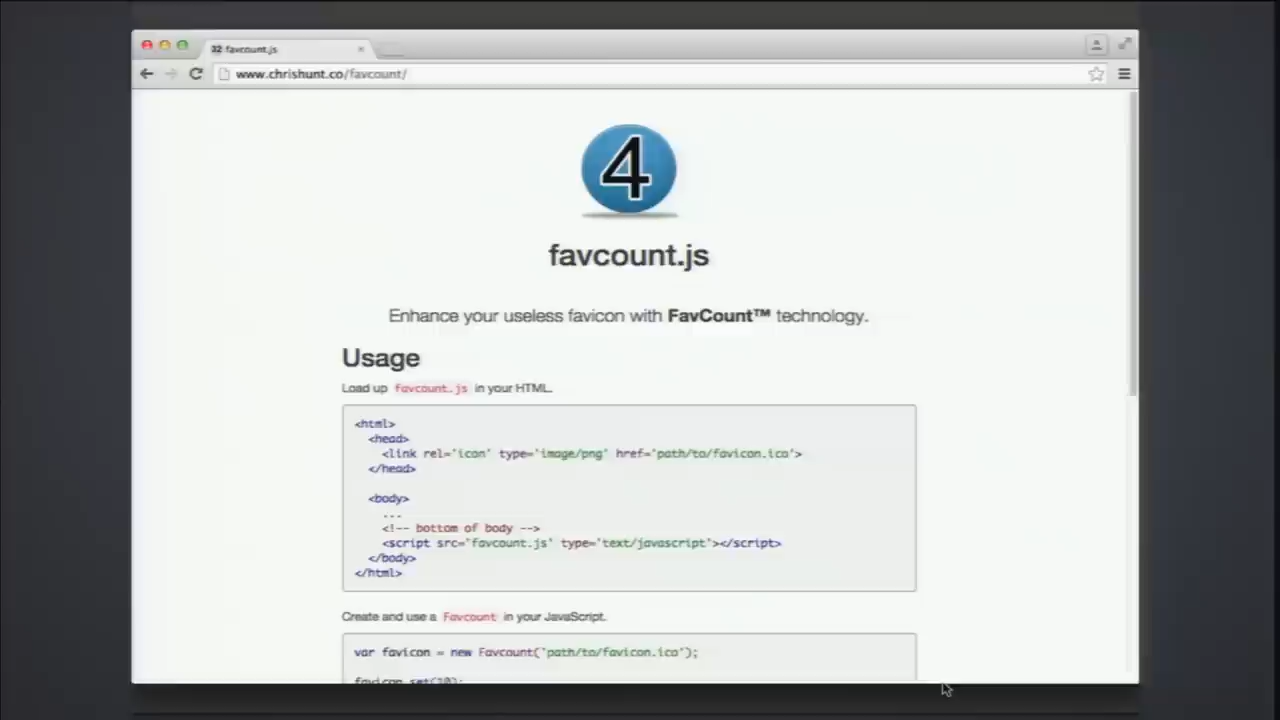 32 favcount.js
www.chrishunt.co/favcount/
4
favcount.js
Enhance your useless favicon with FavCount™ technology.
Usage
Load up favcount.js in your HTML.
<html>
<head>
<link rel='icon' type='image/png' href='path/to/favicon.ico'>
</head>
<body>
...
<!-- bottom of body -->
<script src='favcount.js' type='text/javascript'></script>
</body>
</html>
Create and use a Favcount in your JavaScript.
var favicon = new Favcount('path/to/favicon.ico');
favicon.set(10);